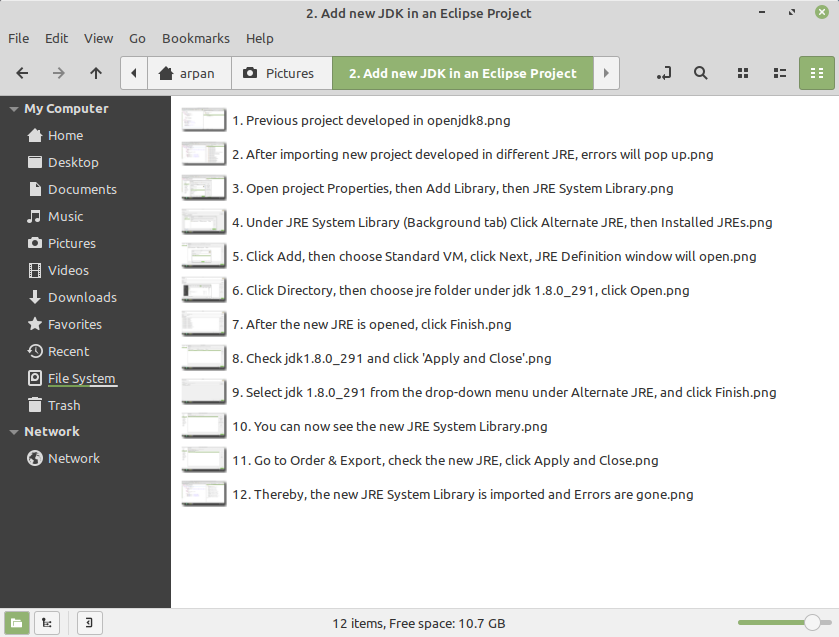 2. Add new JDK in an Eclipse Project
File Edit View Go Bookmarks Help
arpan Pictures 2. Add new JDK in an Eclipse Project
My Computer
Home
Desktop
Documents
Music
Pictures
Videos
Downloads
Favorites
Recent
File System
Trash
Network
Network
1. Previous project developed in openjdk8.png
2. After importing new project developed in different JRE, errors will pop up.png
3. Open project Properties, then Add Library, then JRE System Library.png
4. Under JRE System Library (Background tab) Click Alternate JRE, then Installed JREs.png
5. Click Add, then choose Standard VM, click Next, JRE Definition window will open.png
6. Click Directory, then choose jre folder under jdk 1.8.0_291, click Open.png
7. After the new JRE is opened, click Finish.png
8. Check jdk1.8.0_291 and click 'Apply and Close'.png
9. Select jdk 1.8.0_291 from the drop-down menu under Alternate JRE, and click Finish.png
10. You can now see the new JRE System Library.png
11. Go to Order & Export, check the new JRE, click Apply and Close.png
12. Thereby, the new JRE System Library is imported and Errors are gone.png
12 items, Free space: 10.7 GB